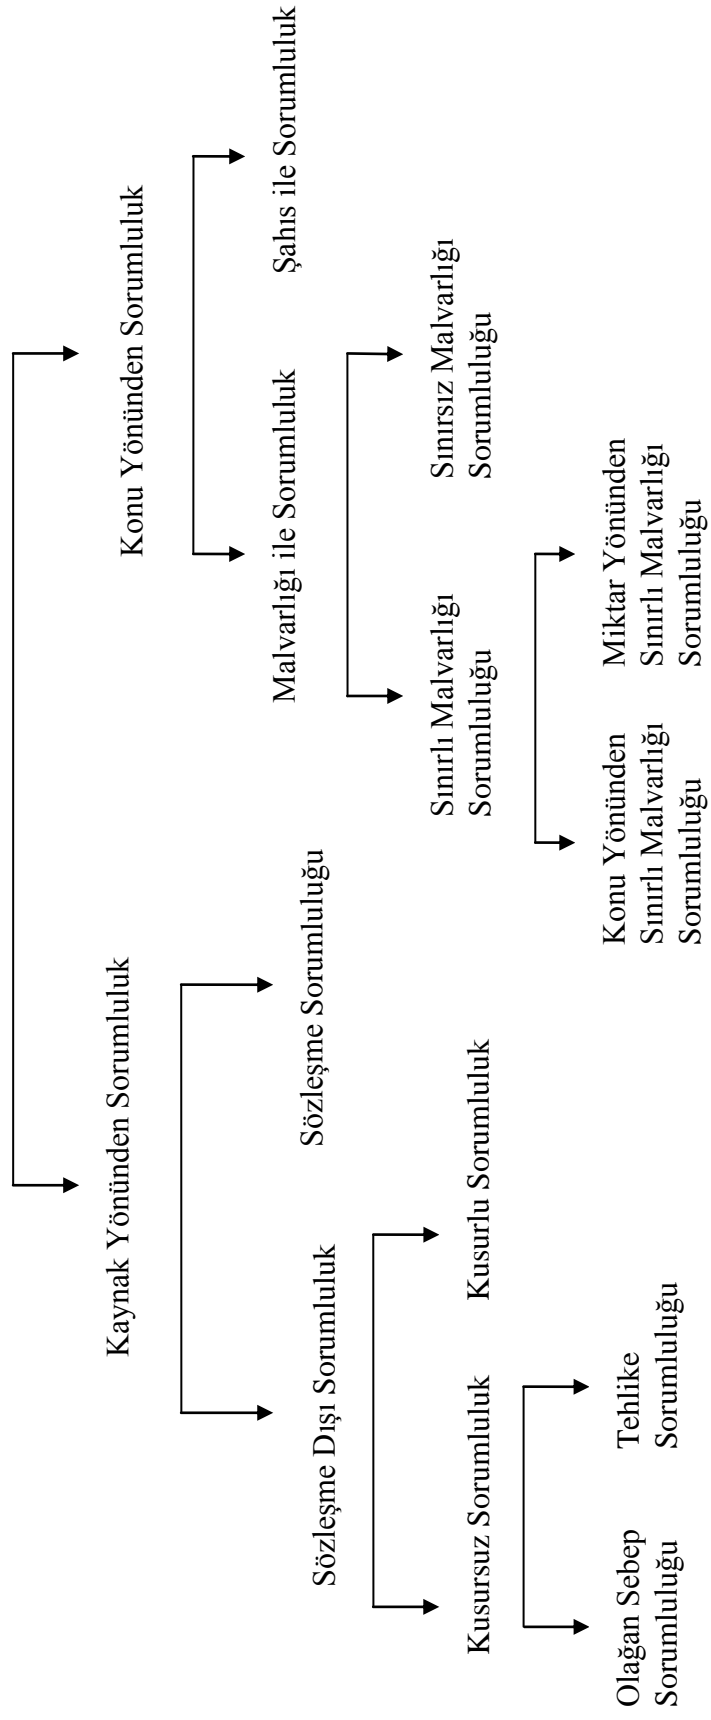 Kaynak Yönünden Sorumluluk
Konu Yönünden Sorumluluk
Sözleşme Dışı Sorumluluk
Sözleşme Sorumluluğu
Malvarlığı ile Sorumluluk
Şahıs ile Sorumluluk
Kusursuz Sorumluluk
Kusurlu Sorumluluk
Sınırlı Malvarlığı
Sorumluluğu
Sınırsız Malvarlığı
Sorumluluğu
Olağan Sebep
Sorumluluğu
Tehlike
Sorumluluğu
Konu Yönünden
Sınırlı Malvarlığı
Sorumluluğu
Miktar Yönünden
Sınırlı Malvarlığı
Sorumluluğu